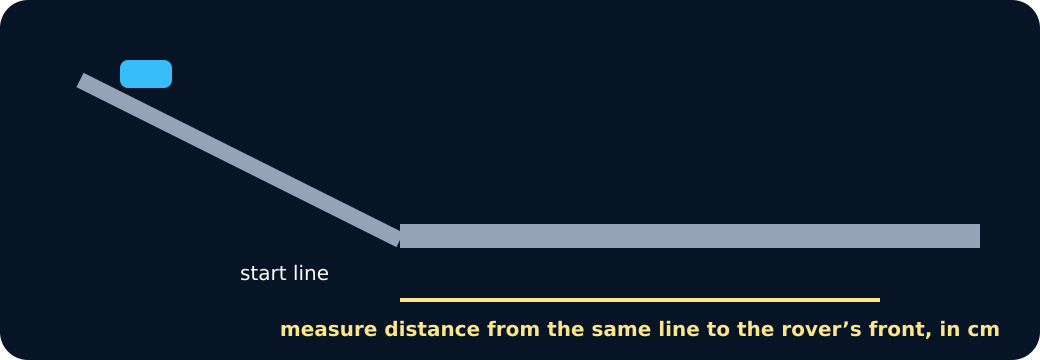 start line
measure distance from the same line to the rover’s front, in cm